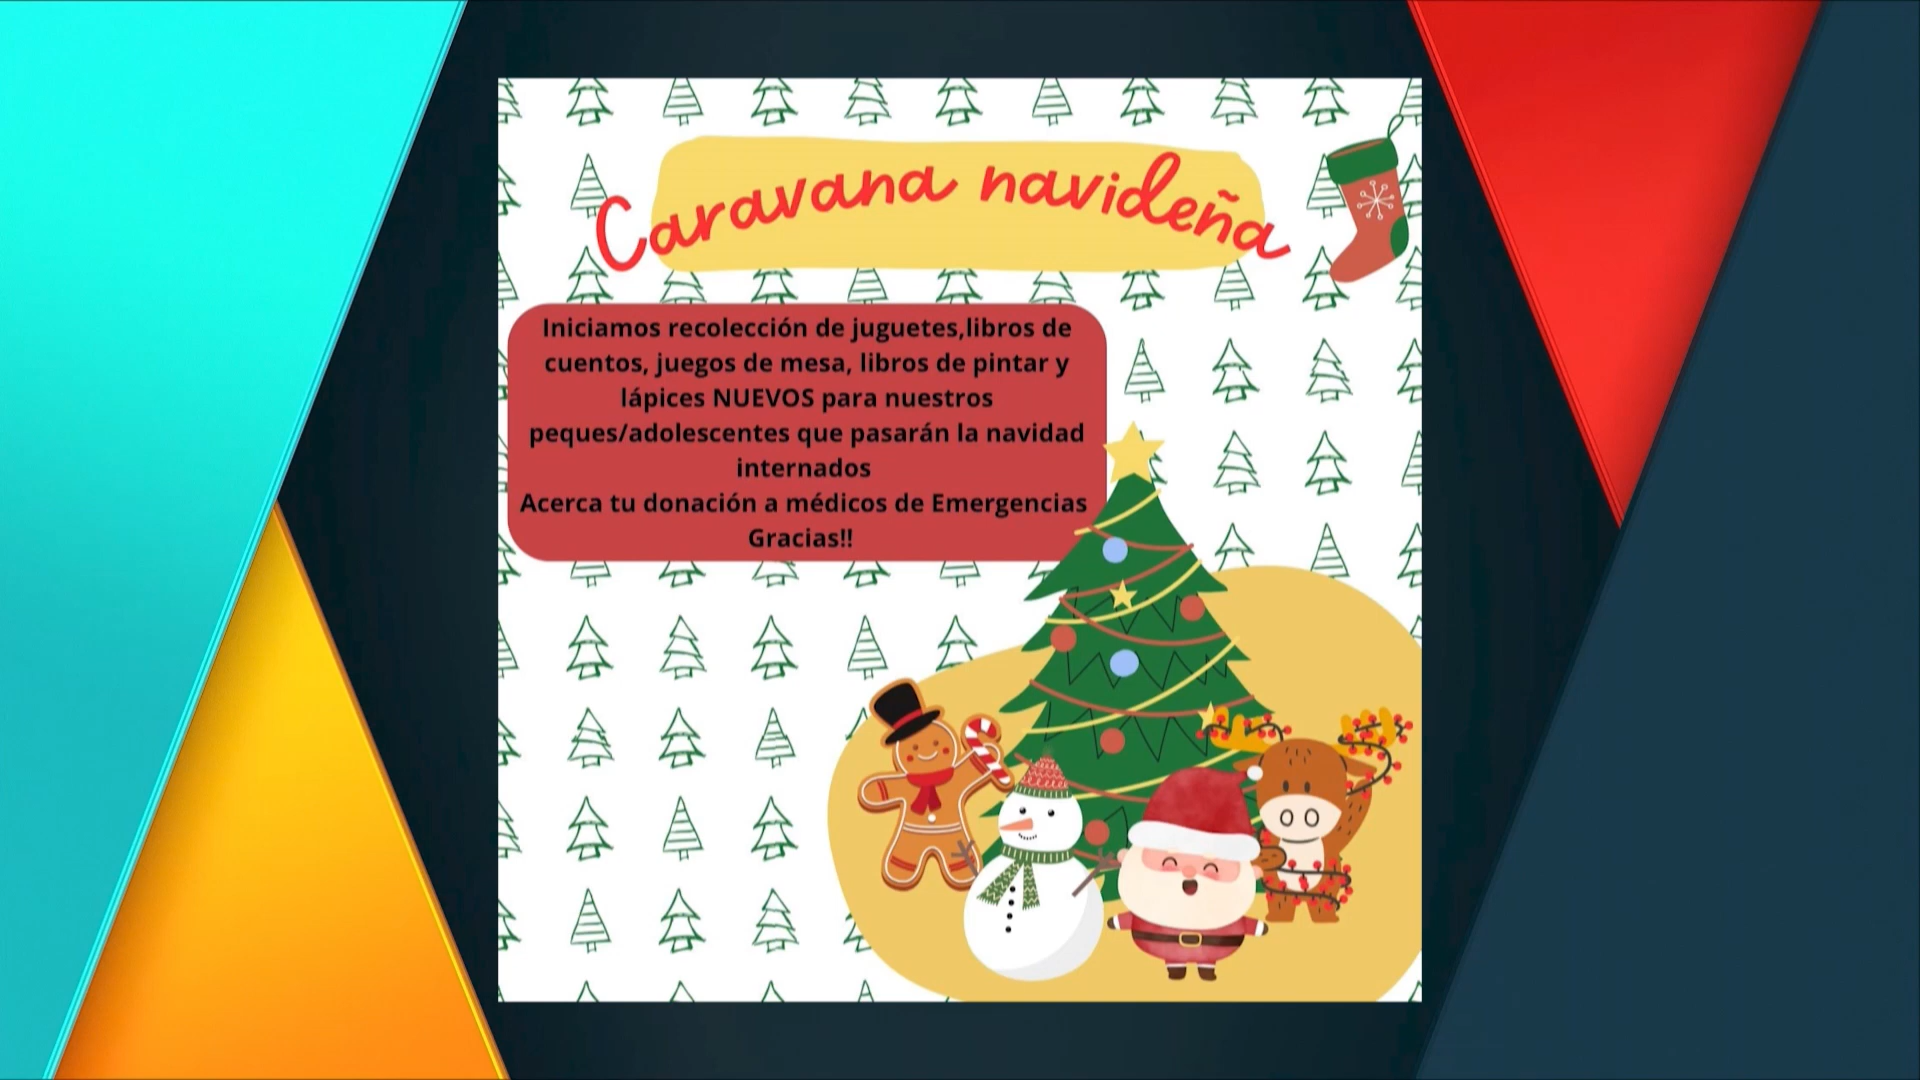 Caravana navideña
Iniciamos recolección de juguetes,libros de
cuentos, juegos de mesa, libros de pintar y
lápices NUEVOS para nuestros
peques/adolescentes que pasarán la navidad
internados
Acerca tu donación a médicos de Emergencias
Gracias!!